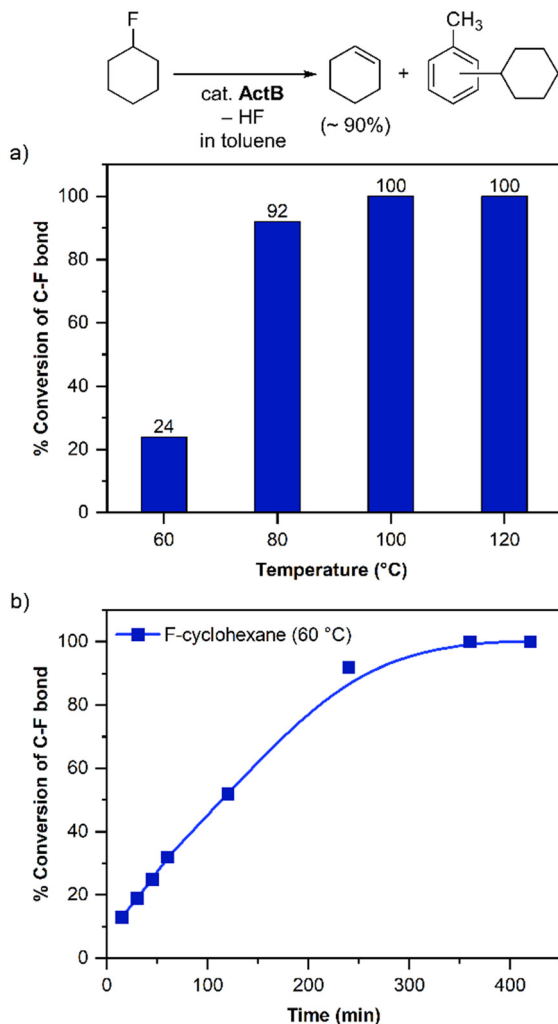 F
CH3
cat. ActB
– HF
in toluene
+
(~ 90%)
a)
% Conversion of C-F bond
100
80
60
40
20
0
24
92
100
100
60
80
100
120
Temperature (°C)
b)
% Conversion of C-F bond
100
80
60
40
20
0
F-cyclohexane (60 °C)
0
100
200
300
400
Time (min)